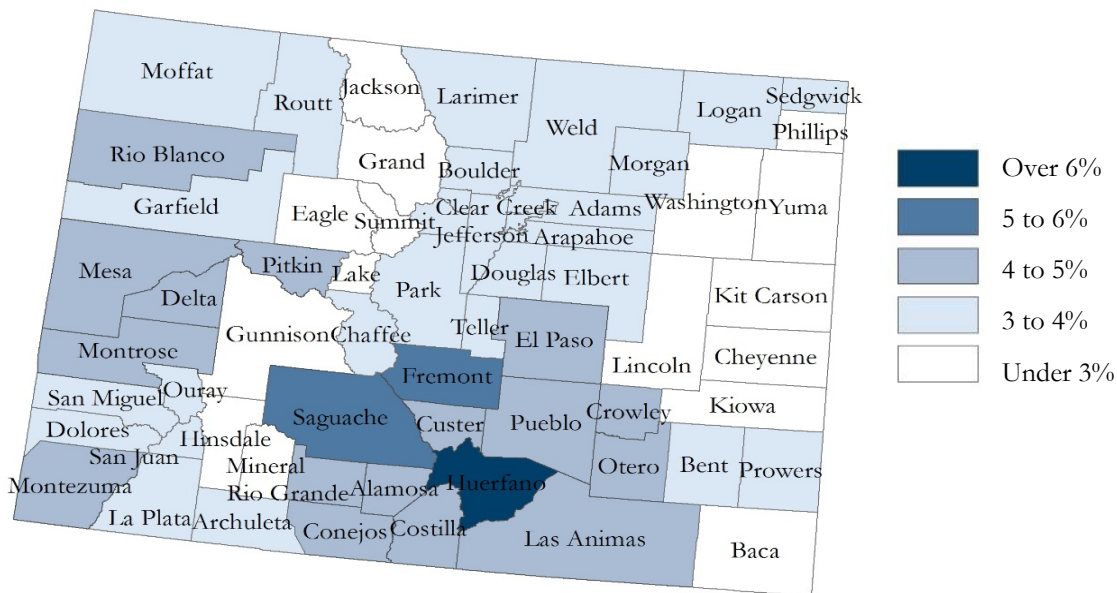 Moffat
Routt
Jackson
Larimer
Weld
Logan
Sedgwick
Phillips
Rio Blanco
Grand
Boulder
Morgan
Washington
Yuma
Garfield
Eagle
Summit
Clear Creek
Adams
Jefferson
Arapahoe
Mesa
Pitkin
Lake
Park
Douglas
Elbert
Delta
Kit Carson
Gunnison
Chaffee
Teller
El Paso
Montrose
Lincoln
Cheyenne
Fremont
San Miguel
Ouray
Saguache
Custer
Pueblo
Crowley
Kiowa
Dolores
Hinsdale
San Juan
Mineral
Otero
Bent
Prowers
Montezuma
Rio Grande
Alamosa
Huerfano
La Plata
Archuleta
Conejos
Costilla
Las Animas
Baca
Over 6%
5 to 6%
4 to 5%
3 to 4%
Under 3%